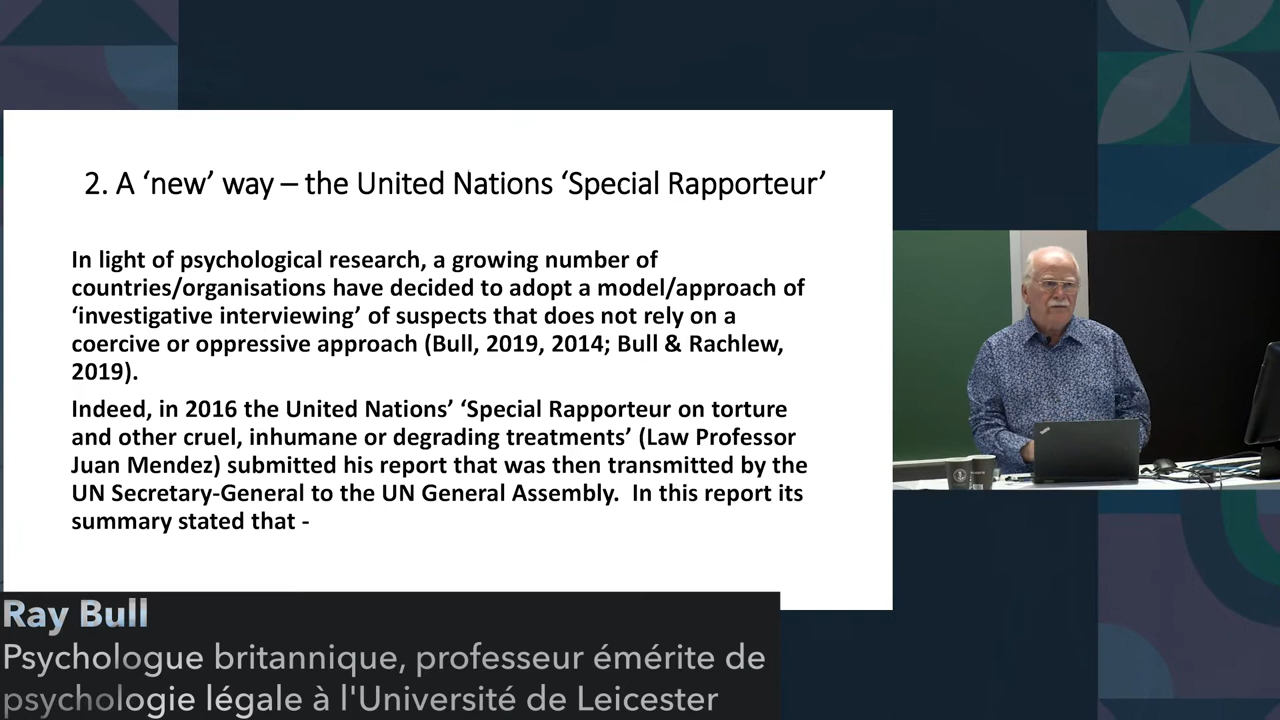 2. A ‘new’ way – the United Nations ‘Special Rapporteur’
In light of psychological research, a growing number of
countries/organisations have decided to adopt a model/approach of
‘investigative interviewing’ of suspects that does not rely on a
coercive or oppressive approach (Bull, 2019, 2014; Bull & Rachlew,
2019).
Indeed, in 2016 the United Nations’ ‘Special Rapporteur on torture
and other cruel, inhumane or degrading treatments’ (Law Professor
Juan Mendez) submitted his report that was then transmitted by the
UN Secretary-General to the UN General Assembly.  In this report its
summary stated that -
Ray Bull
Psychologue britannique, professeur émérite de
psychologie légale à l'Université de Leicester